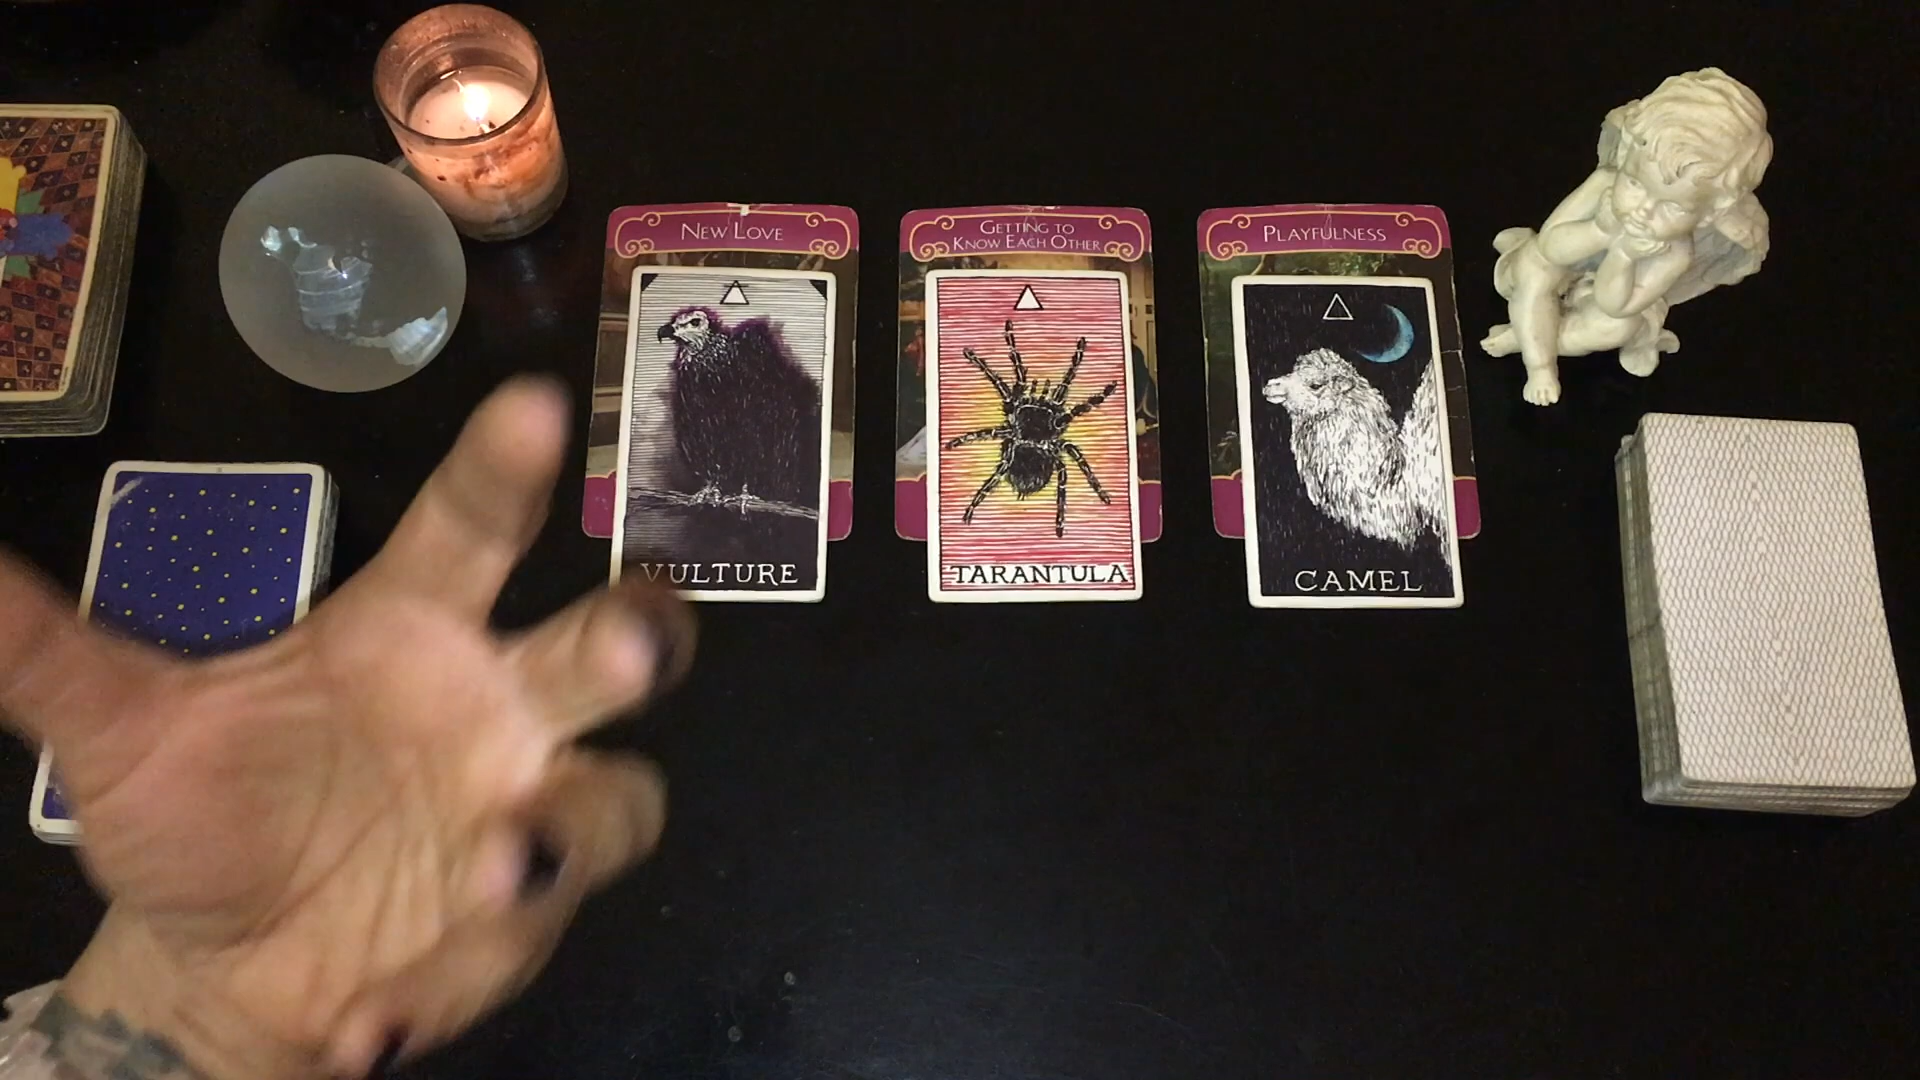 New Love
Getting to
Know Each Other
Playfulness
VULTURE
TARANTULA
CAMEL